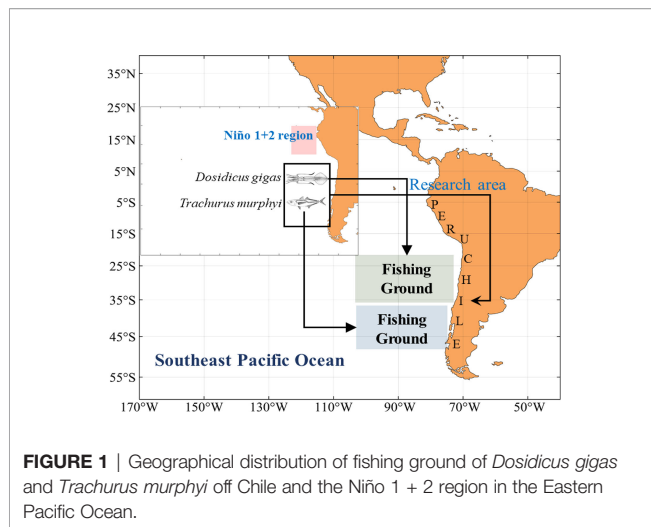 35°N
25°N
15°N
5°N
5°S
15°S
25°S
35°S
45°S
55°S
170°W
150°W
130°W
110°W
90°W
70°W
50°W
Niño 1+2 region
Dosidicus gigas
Trachurus murphyi
Research area
P
E
R
U
C
H
I
L
E
Fishing
Ground
Fishing
Ground
Southeast Pacific Ocean
FIGURE 1 | Geographical distribution of fishing ground of Dosidicus gigas
and Trachurus murphyi off Chile and the Niño 1 + 2 region in the Eastern
Pacific Ocean.